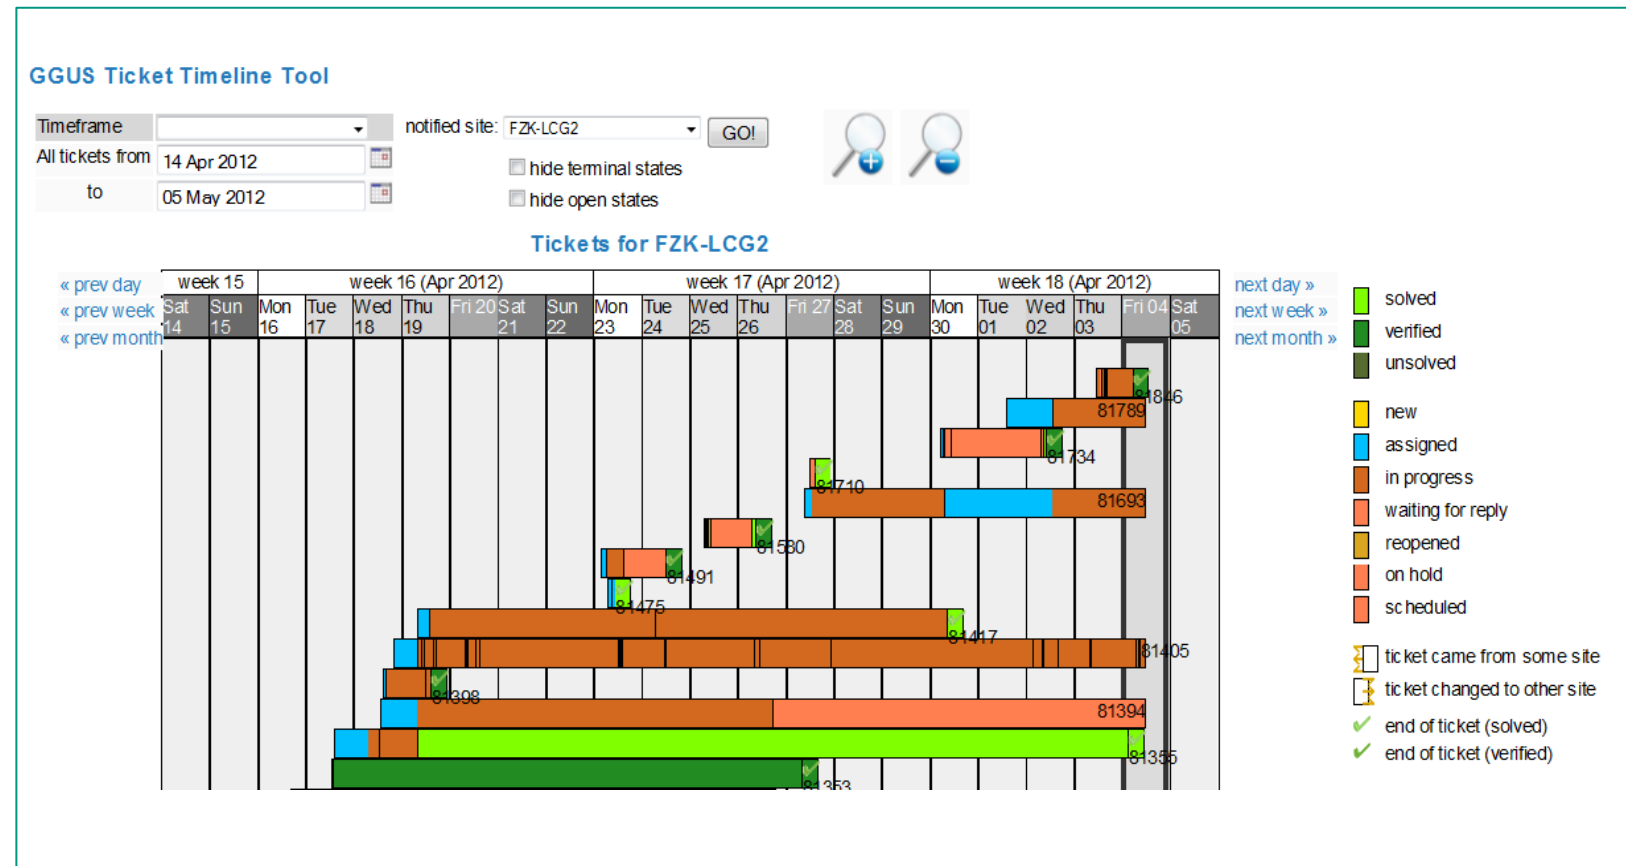 GGUS Ticket Timeline Tool
Timeframe notified site: FZK-LCG2 GO!
All tickets from 14 Apr 2012 hide terminal states
to 05 May 2012 hide open states
Tickets for FZK-LCG2
« prev day week 15 week 16 (Apr 2012) week 17 (Apr 2012) week 18 (Apr 2012) next day »
« prev week Sat Sun Mon Tue Wed Thu Fri 20 Sat Sun Mon Tue Wed Thu Fri 27 Sat Sun Mon Tue Wed Thu Fri 04 Sat next week »
« prev month 14 15 16 17 18 19 21 22 23 24 25 26 28 29 30 01 02 03 05 next month »
solved
verified
unsolved
new
assigned
in progress
waiting for reply
reopened
on hold
scheduled
ticket came from some site
ticket changed to other site
end of ticket (solved)
end of ticket (verified)
81846
81789
81734
81710
81693
81580
81491
81475
81417
81405
81398
81394
81355
81353